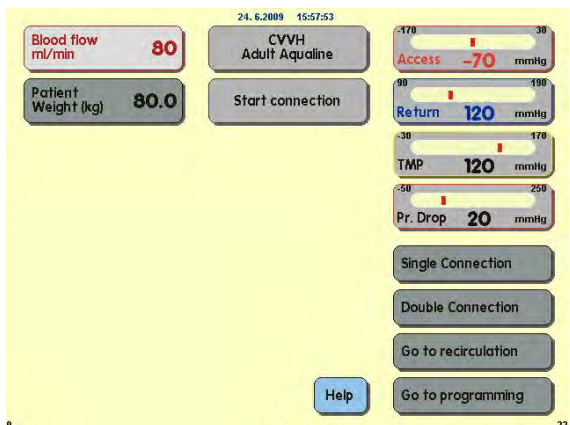 24. 6.2009 15:57:53
Blood flow
ml/min 80
CVVH
Adult Aqualine
Patient
Weight (kg) 80.0
Start connection
-170 30
Access -70 mmHg
90 190
Return 120 mmHg
-30 170
TMP 120 mmHg
-50 250
Pr. Drop 20 mmHg
Single Connection
Double Connection
Go to recirculation
Help
Go to programming